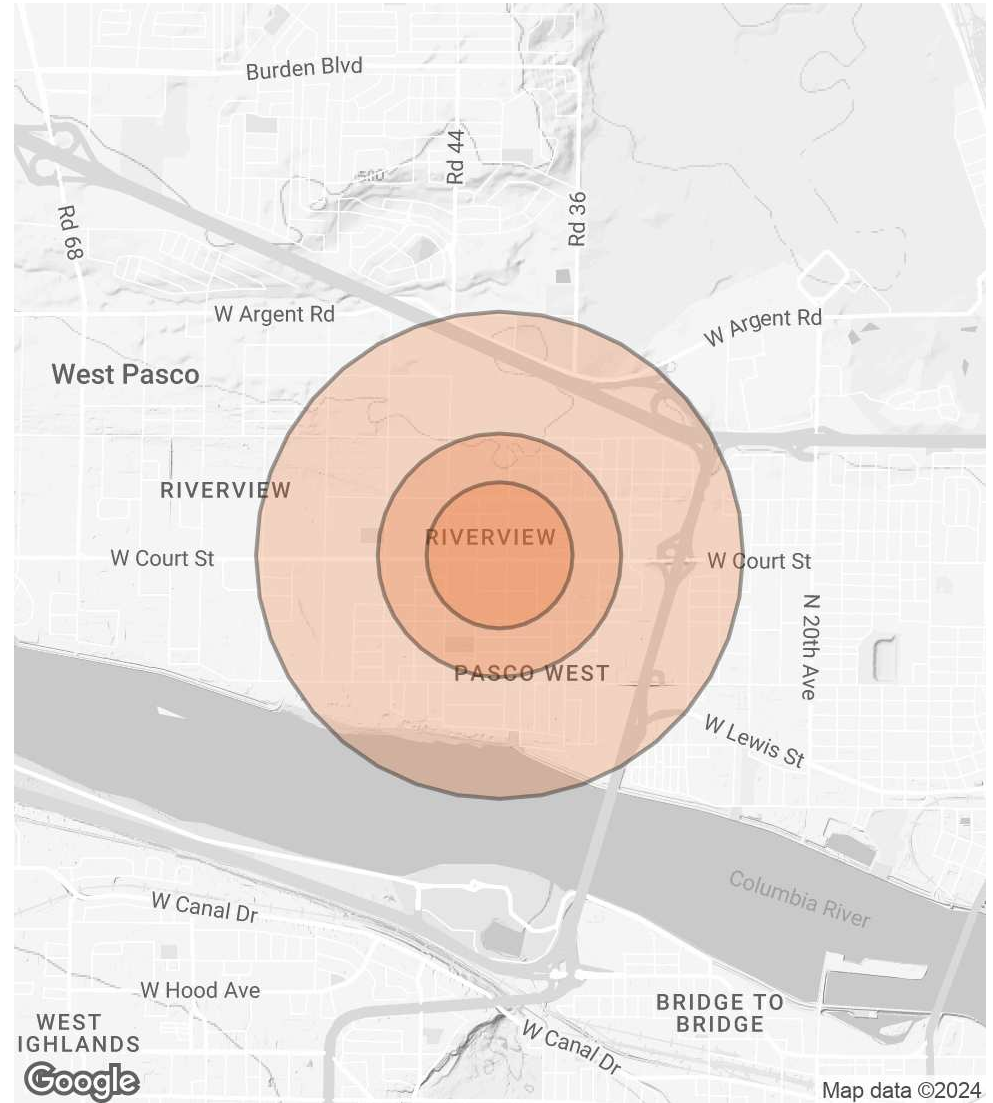 Burden Blvd
Rd 44
500
Rd 68
Rd 36
W Argent Rd
W Argent Rd
West Pasco
RIVERVIEW
RIVERVIEW
W Court St
W Court St
N 20th Ave
PASCO WEST
W Lewis St
Columbia River
W Canal Dr
W Hood Ave
BRIDGE TO
BRIDGE
WEST
IGHLANDS
W Canal Dr
Google
Map data ©2024